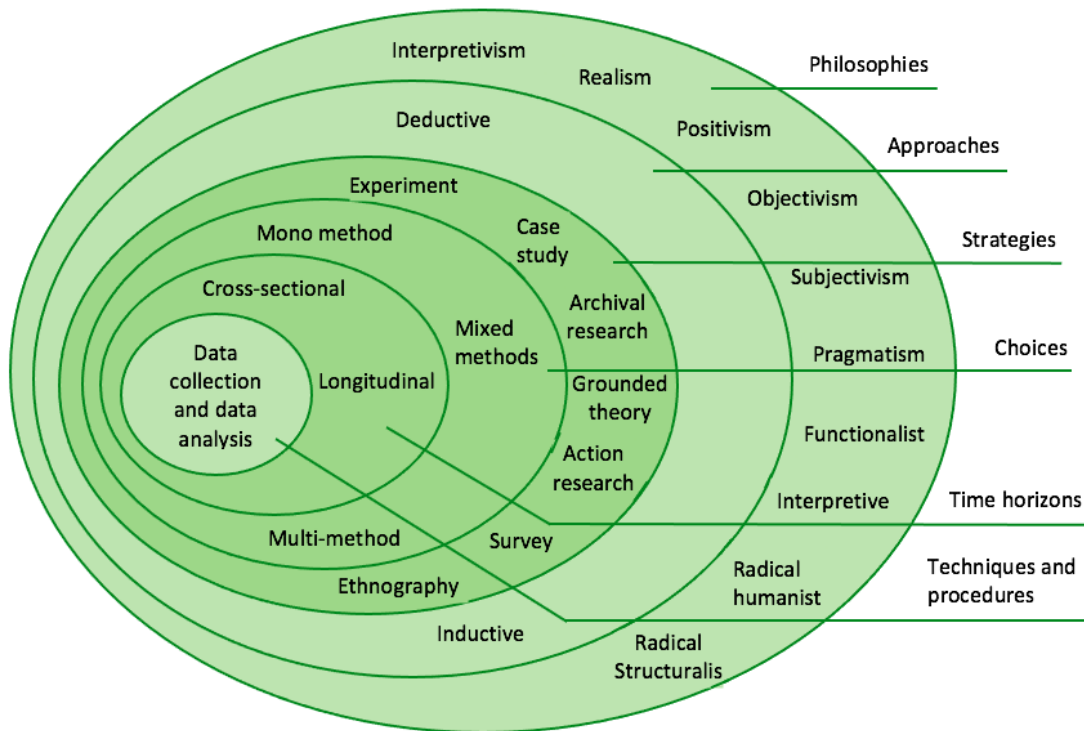 Interpretivism
Realism
Philosophies
Positivism
Deductive
Approaches
Objectivism
Experiment
Case
study
Strategies
Mono method
Subjectivism
Cross-sectional
Archival
research
Mixed
methods
Choices
Pragmatism
Data
collection
and data
analysis
Longitudinal
Grounded
theory
Functionalist
Action
research
Interpretive
Time horizons
Multi-method
Survey
Ethnography
Radical
humanist
Techniques and
procedures
Inductive
Radical
Structuralis